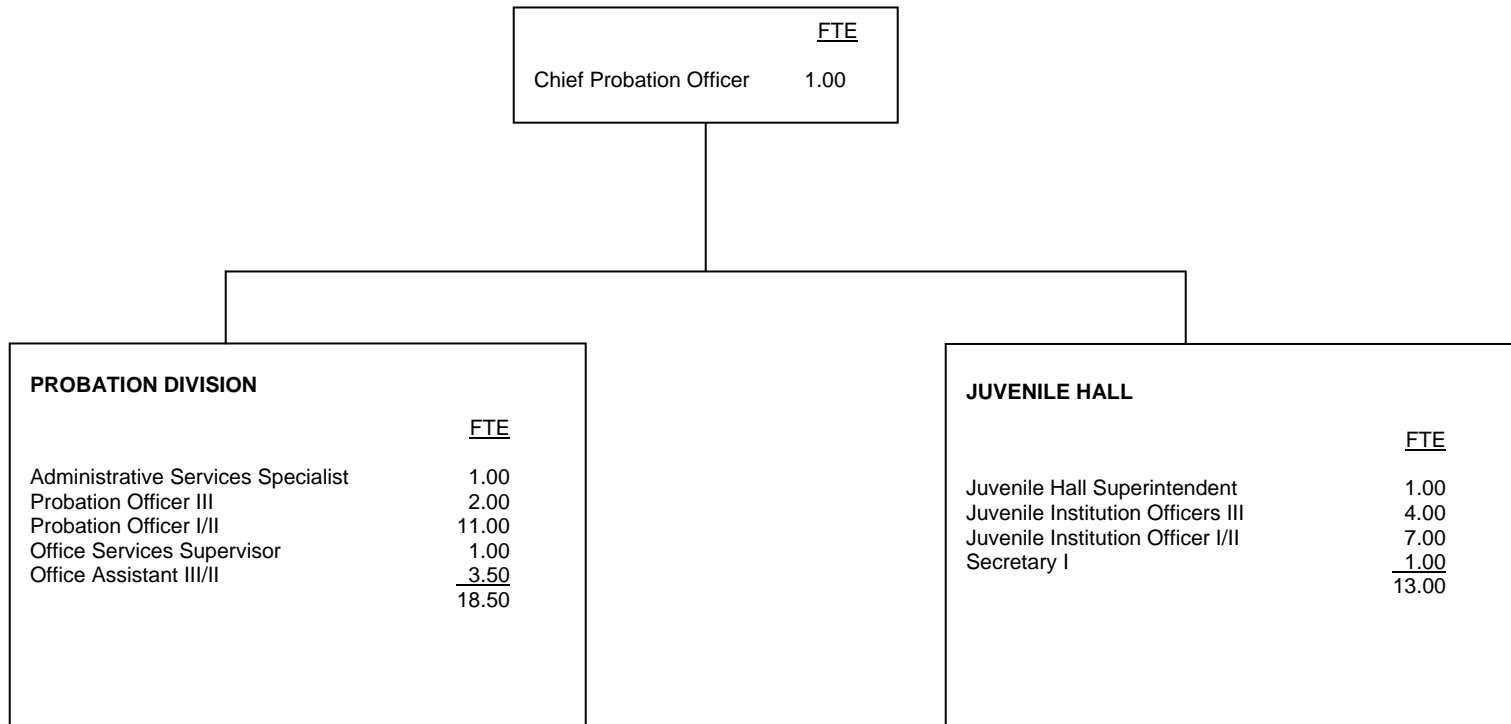 FTE
Chief Probation Officer 1.00
PROBATION DIVISION
FTE
Administrative Services Specialist 1.00
Probation Officer III 2.00
Probation Officer I/II 11.00
Office Services Supervisor 1.00
Office Assistant III/II 3.50
18.50
JUVENILE HALL
FTE
Juvenile Hall Superintendent 1.00
Juvenile Institution Officers III 4.00
Juvenile Institution Officer I/II 7.00
Secretary I 1.00
13.00